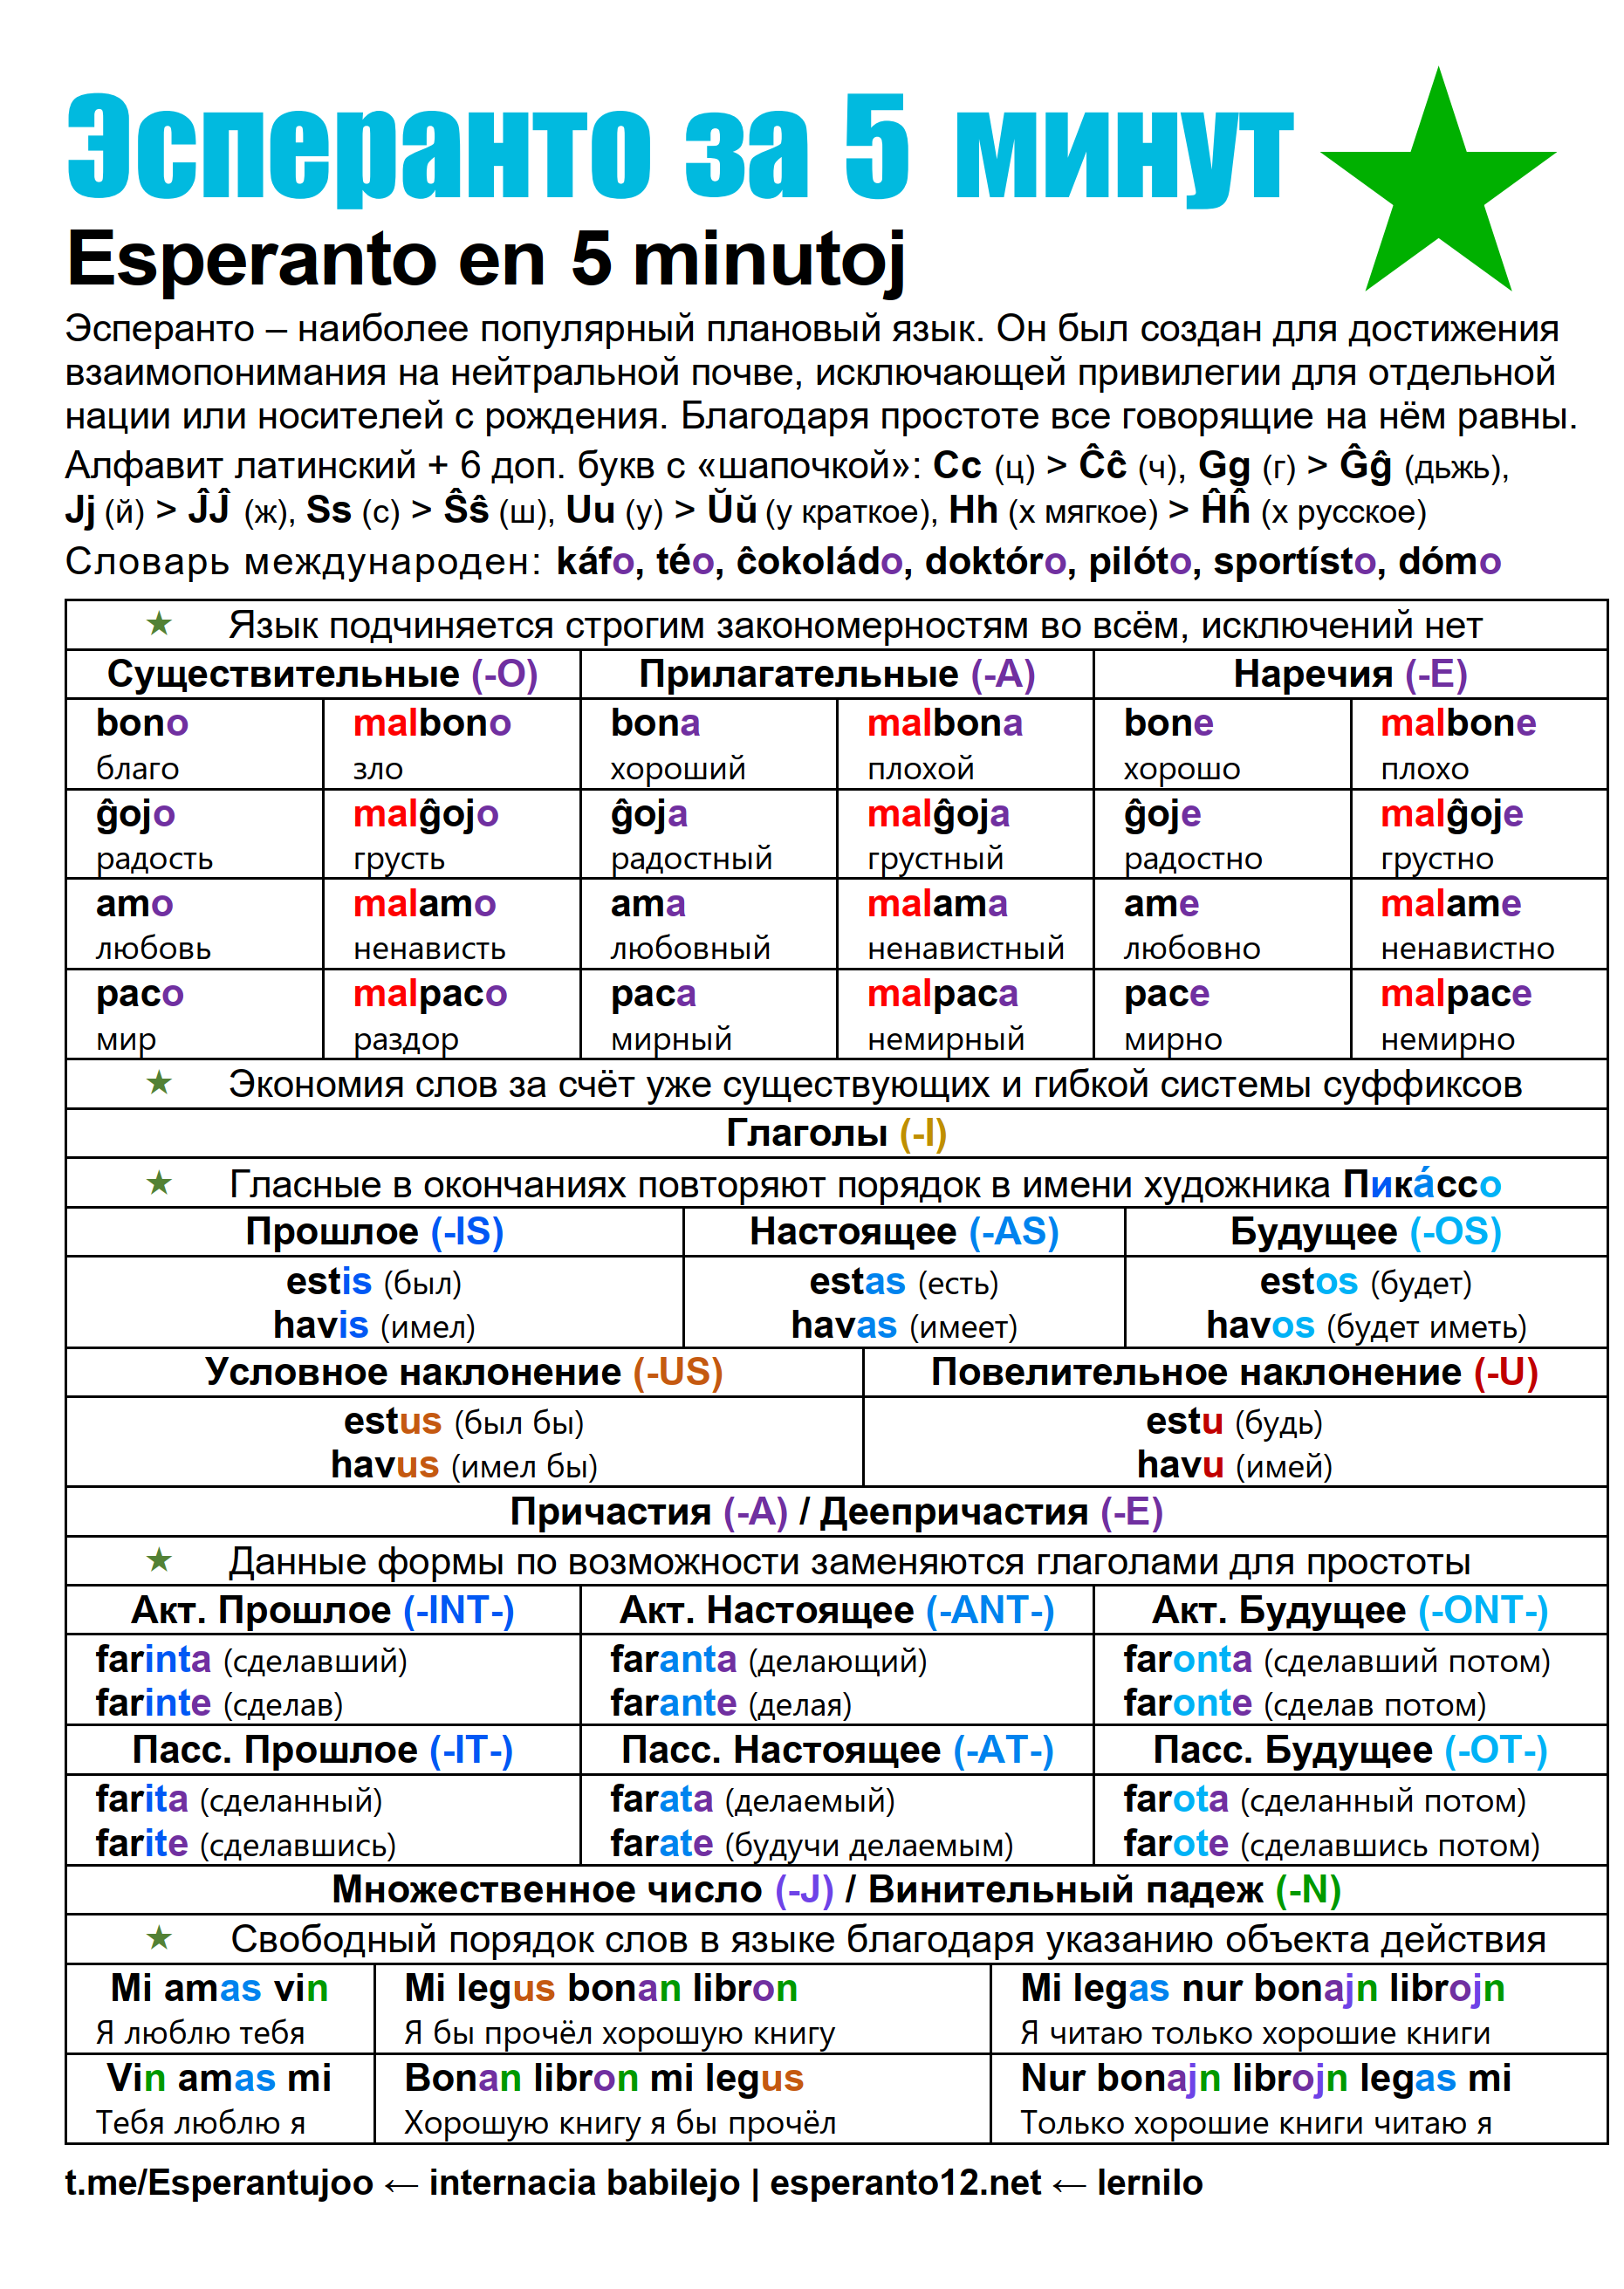 Эсперанто за 5 минут
Esperanto en 5 minutoj
Эсперанто – наиболее популярный плановый язык. Он был создан для достижения
взаимопонимания на нейтральной почве, исключающей привилегии для отдельной
нации или носителей с рождения. Благодаря простоте все говорящие на нём равны.
Алфавит латинский + 6 доп. букв с «шапочкой»: Cc (ц) > Ĉĉ (ч), Gg (г) > Ĝĝ (дьжь),
Jj (й) > ĴĴ (ж), Ss (с) > Ŝŝ (ш), Uu (у) > Ŭŭ (у краткое), Hh (х мягкое) > Ĥĥ (х русское)
Словарь международен: káfo, téo, ĉokoládo, doktóro, pilóto, sportísto, dómo
★ Язык подчиняется строгим закономерностям во всём, исключений нет
Существительные (-O) Прилагательные (-A) Наречия (-E)
bono malbono bona malbona bone malbone
благо зло хороший плохой хорошо плохо
ĝojo malĝojo ĝoja malĝoja ĝoje malĝoje
радость грусть радостный грустный радостно грустно
amo malamo ama malama ame malame
любовь ненависть любовный ненавистный любовно ненавистно
paco malpaco paca malpaca pace malpace
мир раздор мирный немирный мирно немирно
★ Экономия слов за счёт уже существующих и гибкой системы суффиксов
Глаголы (-I)
★ Гласные в окончаниях повторяют порядок в имени художника Пика́ссо
Прошлое (-IS) Настоящее (-AS) Будущее (-OS)
estis (был) estas (есть) estos (будет)
havis (имел) havas (имеет) havos (будет иметь)
Условное наклонение (-US) Повелительное наклонение (-U)
estus (был бы) estu (будь)
havus (имел бы) havu (имей)
Причастия (-A) / Деепричастия (-E)
★ Данные формы по возможности заменяются глаголами для простоты
Акт. Прошлое (-INT-) Акт. Настоящее (-ANT-) Акт. Будущее (-ONT-)
farinta (сделавший) faranta (делающий) faronta (сделавший потом)
farinte (сделав) farante (делая) faronte (сделав потом)
Пасс. Прошлое (-IT-) Пасс. Настоящее (-AT-) Пасс. Будущее (-OT-)
farita (сделанный) farata (делаемый) farota (сделанный потом)
farite (сделавшись) farate (будучи делаемым) farote (сделавшись потом)
Множественное число (-J) / Винительный падеж (-N)
★ Свободный порядок слов в языке благодаря указанию объекта действия
Mi amas vin Mi legus bonan libron Mi legas nur bonajn librojn
Я люблю тебя Я бы прочёл хорошую книгу Я читаю только хорошие книги
Vin amas mi Bonan libron mi legus Nur bonajn librojn legas mi
Тебя люблю я Хорошую книгу я бы прочёл Только хорошие книги читаю я
t.me/Esperantujoo ← internacia babilejo | esperanto12.net ← lernilo